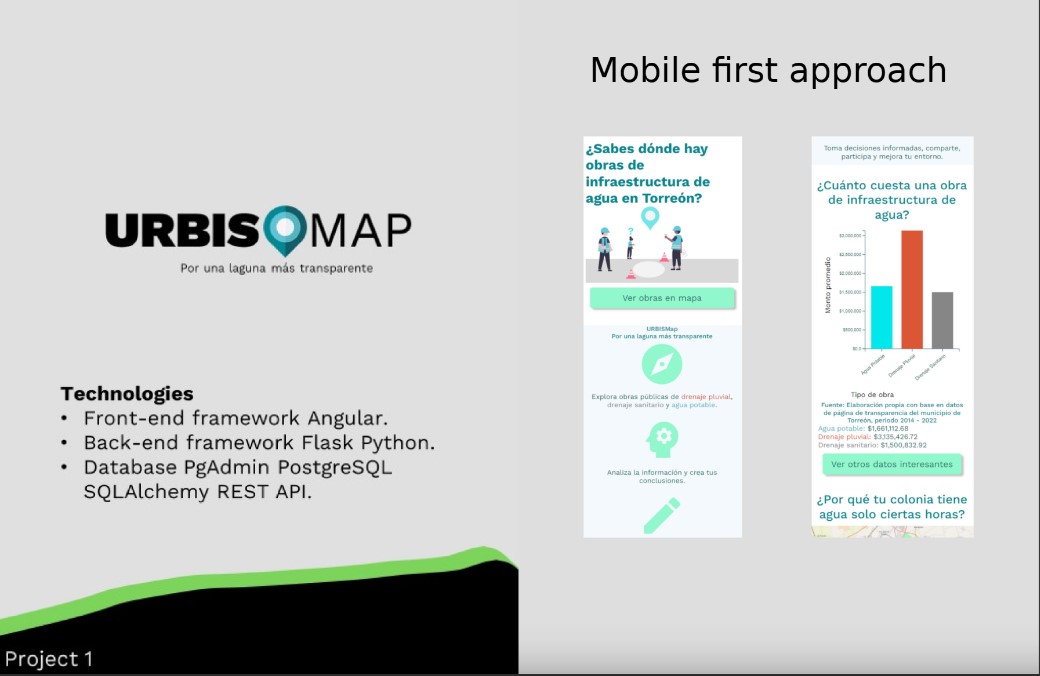 URBISMAP
Por una laguna más transparente
Technologies
• Front-end framework Angular.
• Back-end framework Flask Python.
• Database PgAdmin PostgreSQL
SQLAlchemy REST API.
Project 1
Mobile first approach
¿Sabes dónde hay
obras de
infraestructura de
agua en Torreón?
?
Ver obras en mapa
URBISMap
Por una laguna más transparente
Explora obras públicas de drenaje pluvial,
drenaje sanitario y agua potable.
Analiza la información y crea tus
conclusiones.
Toma decisiones informadas, comparte,
participa y mejora tu entorno.
¿Cuánto cuesta una obra
de infraestructura de
agua?
Monto promedio
$3,000,000
$2,500,000
$2,000,000
$1,500,000
$1,000,000
$500,000
$0.0
Agua Potable
Drenaje Pluvial
Drenaje Sanitario
Tipo de obra
Fuente: Elaboración propia con base en datos
de página de transparencia del municipio de
Torreón, periodo 2014 - 2022
Agua potable: $1,661,112.68
Drenaje pluvial: $3,135,426.72
Drenaje sanitario: $1,500,832.92
Ver otros datos interesantes
¿Por qué tu colonia tiene
agua solo ciertas horas?